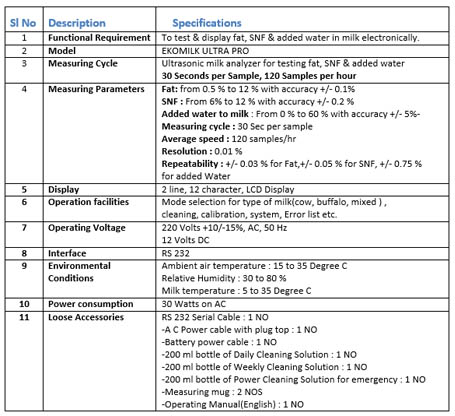 Sl No Description Specifications
1 Functional Requirement To test & display fat, SNF & added water in milk electronically.
2 Model EKOMILK ULTRA PRO
3 Measuring Cycle Ultrasonic milk analyzer for testing fat, SNF & added water
30 Seconds per Sample, 120 Samples per hour
4 Measuring Parameters Fat: from 0.5 % to 12 % with accuracy +/- 0.1%
SNF : From 6% to 12 % with accuracy +/- 0.2 %
Added water to milk : From 0 % to 60 % with accuracy +/- 5%-
Measuring cycle : 30 Sec per sample
Average speed : 120 samples/hr
Resolution : 0.01 %
Repeatability : +/- 0.03 % for Fat,+/- 0.05 % for SNF, +/- 0.75 %
for added Water
5 Display 2 line, 12 character, LCD Display
6 Operation facilities Mode selection for type of milk(cow, buffalo, mixed ) ,
cleaning, calibration, system, Error list etc.
7 Operating Voltage 220 Volts +10/-15%, AC, 50 Hz
12 Volts DC
8 Interface RS 232
9 Environmental Ambient air temperature : 15 to 35 Degree C
Conditions Relative Humidity : 30 to 80 %
Milk temperature : 5 to 35 Degree C
10 Power consumption 30 Watts on AC
11 Loose Accessories RS 232 Serial Cable : 1 NO
-A C Power cable with plug top : 1 NO
-Battery power cable : 1 NO
-200 ml bottle of Daily Cleaning Solution : 1 NO
-200 ml bottle of Weekly Cleaning Solution : 1 NO
-200 ml bottle of Power Cleaning Solution for emergency : 1 NO
-Measuring mug : 2 NOS
-Operating Manual(English) : 1 NO